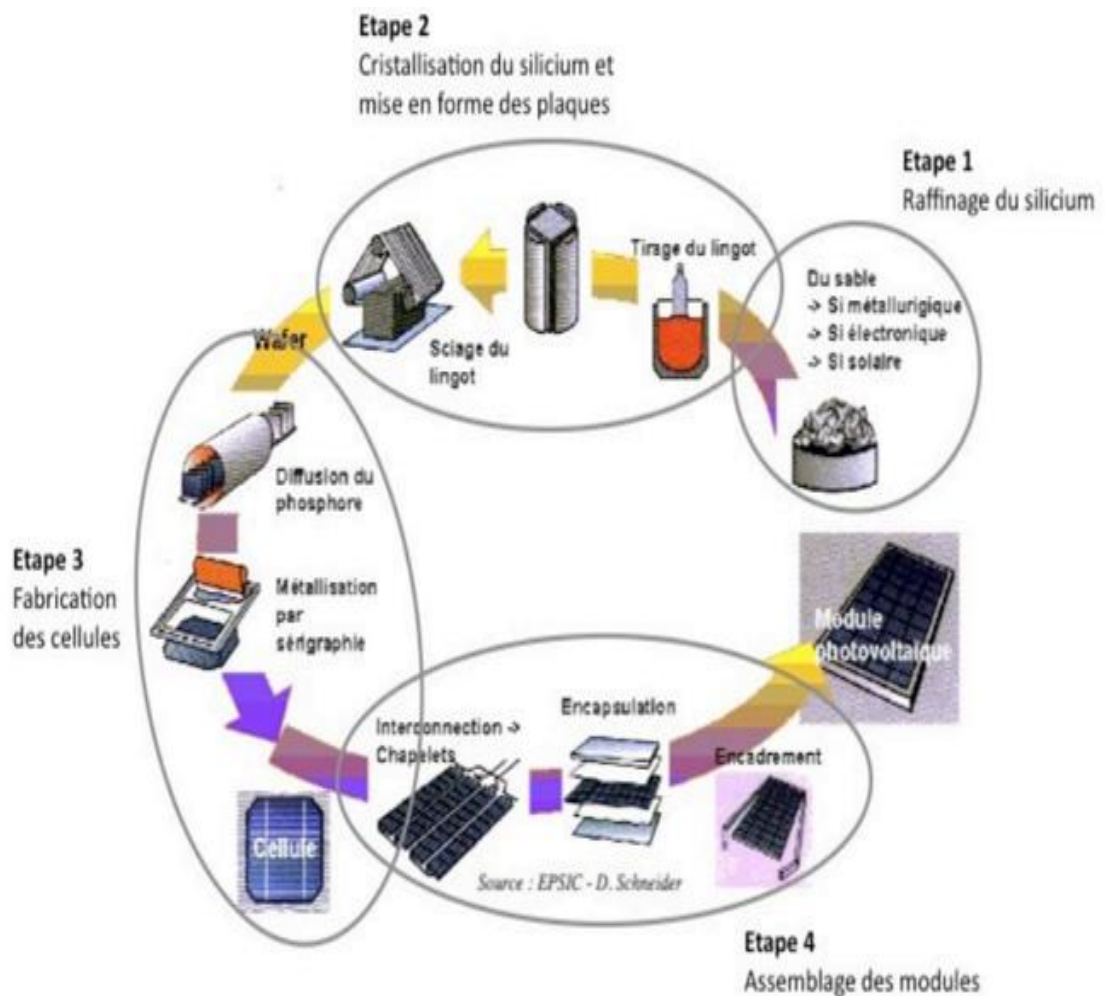 Etape 2
Cristallisation du silicium et
mise en forme des plaques
Etape 1
Raffinage du silicium
Tirage du lingot
Du sable
-> Si métallurigique
-> Si électronique
-> Si solaire
Sciage du
lingot
Wafer
Diffusion du
phosphore
Etape 3
Fabrication
des cellules
Métallisation
par
sérigraphie
Module
photovoltaique
Interconnection ->
Chapelets
Encapsulation
Encadrement
Cellule
Source : EPSIC - D. Schneider
Etape 4
Assemblage des modules